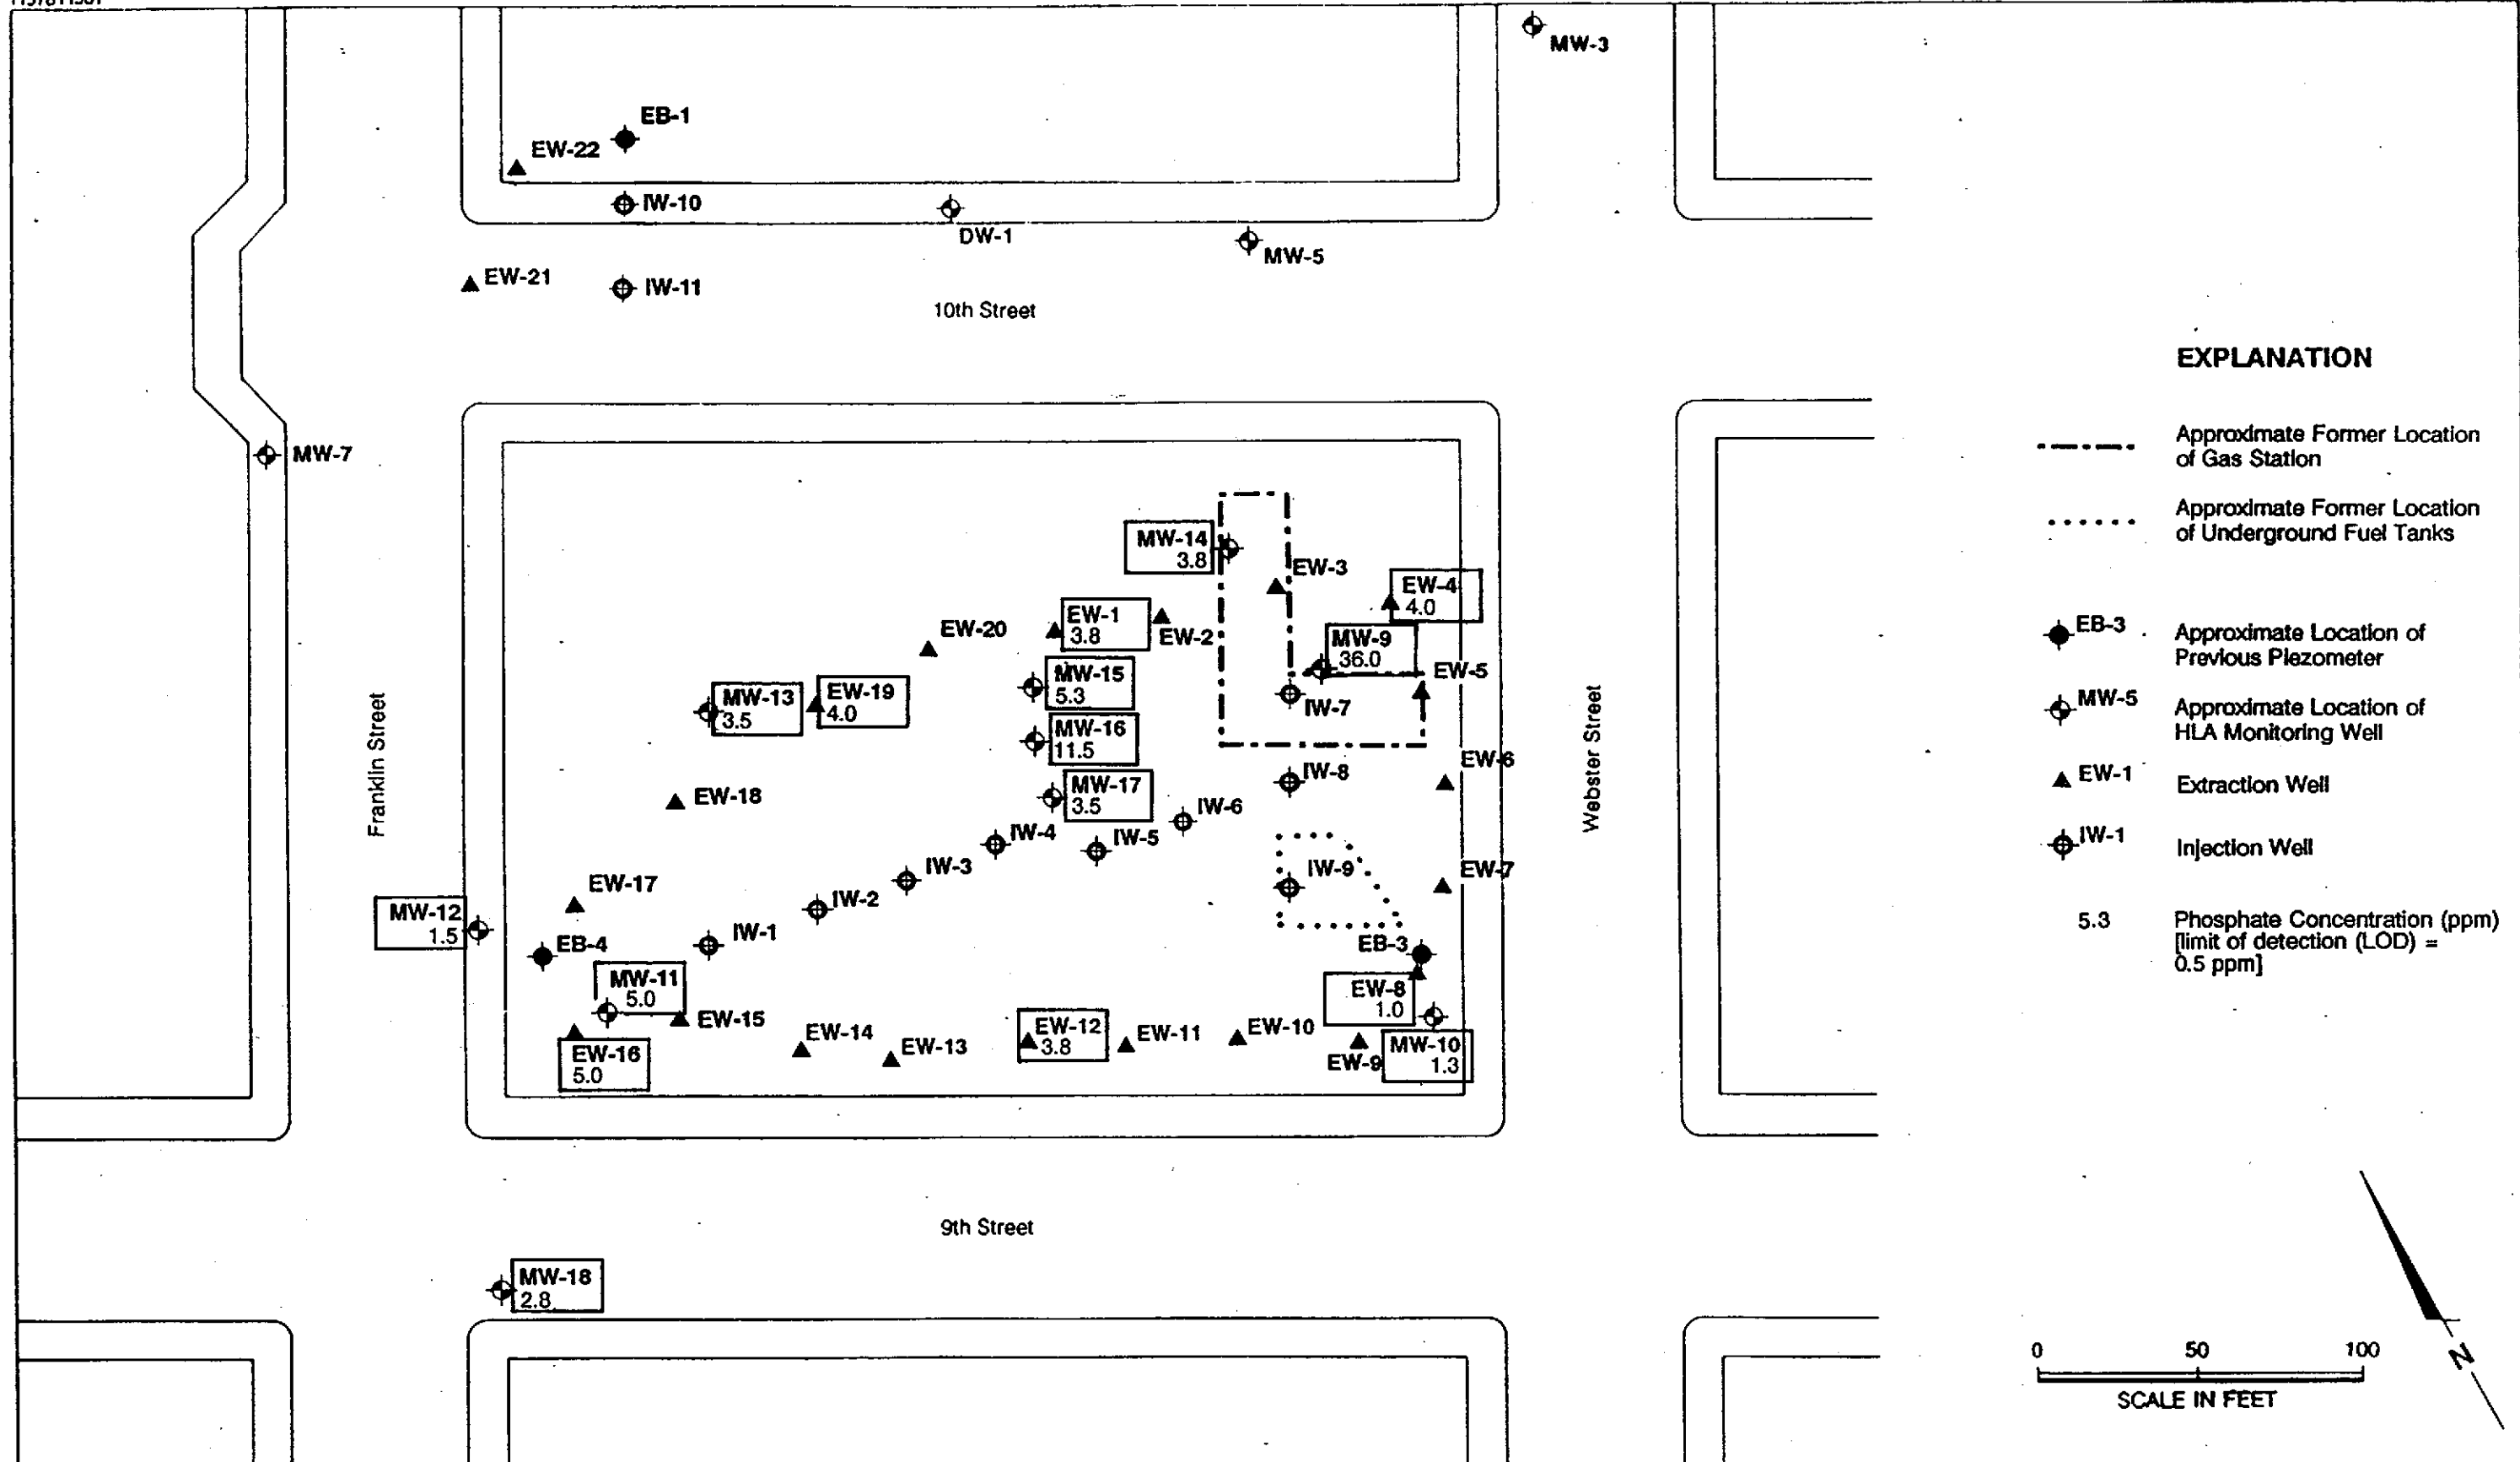 MW-3
EB-1
EW-22
IW-10
DW-1
MW-5
EW-21
IW-11
10th Street
MW-7
MW-14
3.8
EW-3
EW-4
4.0
EW-1
3.8
EW-2
EW-20
MW-9
36.0
EW-5
MW-15
5.3
MW-13
3.5
EW-19
4.0
IW-7
MW-16
11.5
EW-6
IW-8
MW-17
3.5
EW-18
IW-6
IW-4
IW-5
Franklin Street
Webster Street
IW-3
IW-9
EW-7
EW-17
IW-2
MW-12
1.5
IW-1
EB-4
EB-3
MW-11
5.0
EW-8
1.0
EW-15
EW-14
EW-13
EW-12
3.8
EW-11
EW-10
EW-9
MW-10
1.3
EW-16
5.0
9th Street
MW-18
2.8
EXPLANATION
Approximate Former Location
of Gas Station
Approximate Former Location
of Underground Fuel Tanks
EB-3
Approximate Location of
Previous Piezometer
MW-5
Approximate Location of
HLA Monitoring Well
EW-1
Extraction Well
IW-1
Injection Well
5.3
Phosphate Concentration (ppm)
[limit of detection (LOD) =
0.5 ppm]
N
0 50 100
SCALE IN FEET